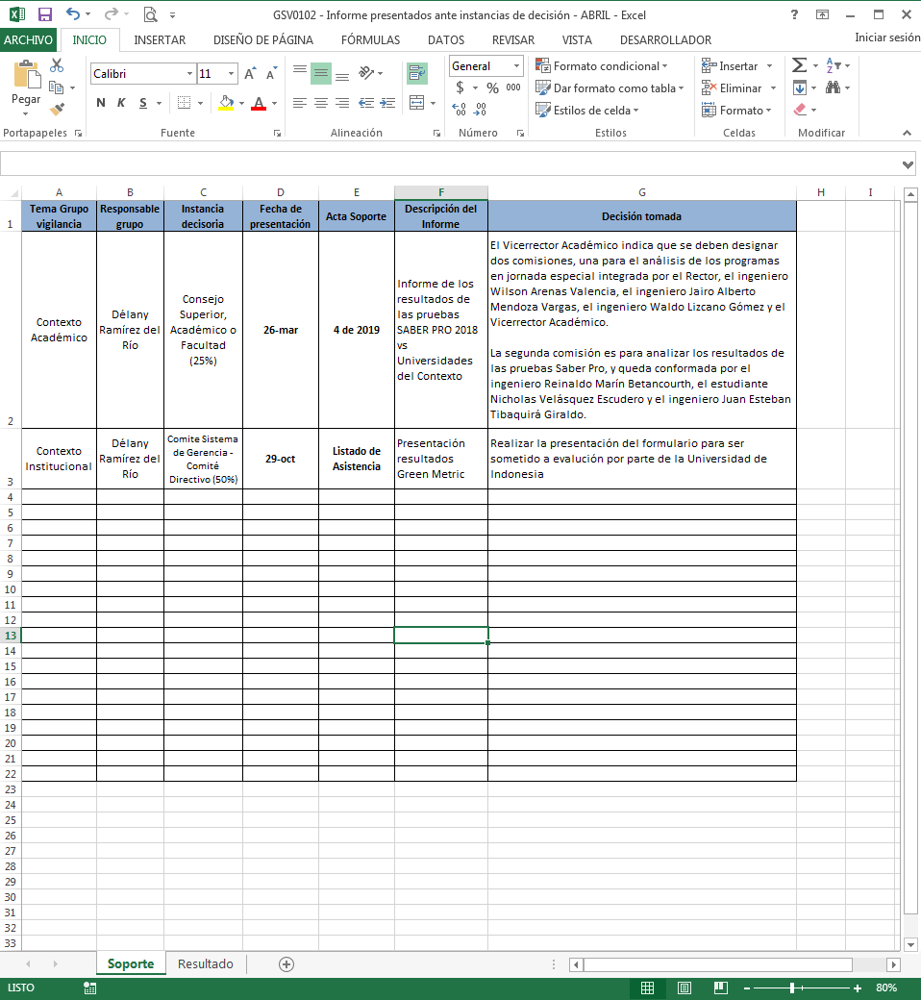 GSV0102 - Informe presentados ante instancias de decisión - ABRIL - Excel
?
ARCHIVO INICIO INSERTAR DISEÑO DE PÁGINA FÓRMULAS DATOS REVISAR VISTA DESARROLLADOR Iniciar sesión
Pegar
Calibri 11
N K S
General
$ % 000
Formato condicional
Dar formato como tabla
Estilos de celda
Insertar
Eliminar
Formato
Portapapeles Fuente Alineación Número Estilos Celdas Modificar
A B C D E F G H I
1
Tema Grupo
vigilancia
Responsable
grupo
Instancia
decisoria
Fecha de
presentación
Acta Soporte
Descripción del
Informe
Decisión tomada
2
Contexto
Académico
Délany
Ramírez del
Río
Consejo
Superior,
Académico o
Facultad
(25%)
26-mar
4 de 2019
Informe de los
resultados de
las pruebas
SABER PRO 2018
vs
Universidades
del Contexto
El Vicerrector Académico indica que se deben designar
dos comisiones, una para el análisis de los programas
en jornada especial integrada por el Rector, el ingeniero
Wilson Arenas Valencia, el ingeniero Jairo Alberto
Mendoza Vargas, el ingeniero Waldo Lizcano Gómez y el
Vicerrector Académico.
La segunda comisión es para analizar los resultados de
las pruebas Saber Pro, y queda conformada por el
ingeniero Reinaldo Marín Betancourth, el estudiante
Nicholas Velásquez Escudero y el ingeniero Juan Esteban
Tibaquirá Giraldo.
3
Contexto
Institucional
Délany
Ramírez del
Río
Comite Sistema
de Gerencia -
Comité
Directivo (50%)
29-oct
Listado de
Asistencia
Presentación
resultados
Green Metric
Realizar la presentación del formulario para ser
sometido a evalución por parte de la Universidad de
Indonesia
4
5
6
7
8
9
10
11
12
13
14
15
16
17
18
19
20
21
22
23
24
25
26
27
28
29
30
31
32
33
Soporte Resultado
LISTO 80%